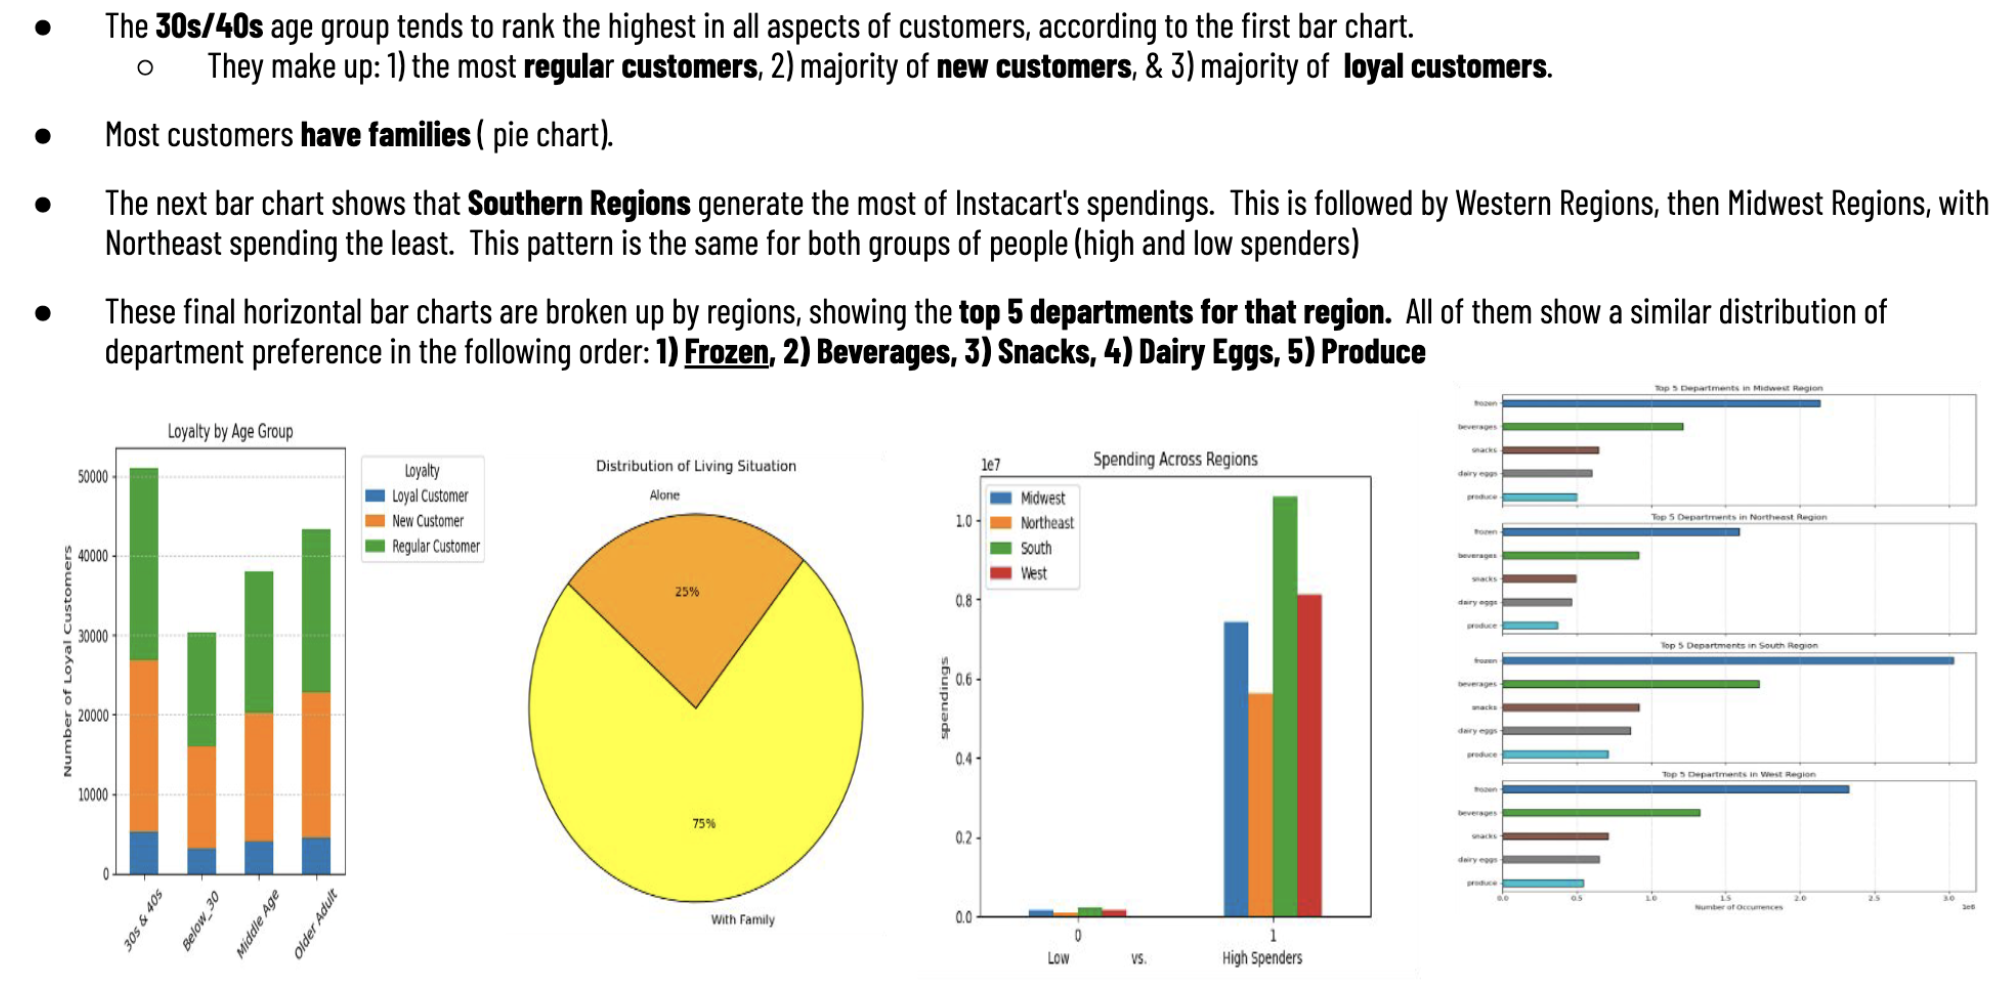 ● The 30s/40s age group tends to rank the highest in all aspects of customers, according to the first bar chart.
○ They make up: 1) the most regular customers, 2) majority of new customers, & 3) majority of loyal customers.
● Most customers have families ( pie chart).
● The next bar chart shows that Southern Regions generate the most of Instacart's spendings. This is followed by Western Regions, then Midwest Regions, with
Northeast spending the least. This pattern is the same for both groups of people (high and low spenders)
● These final horizontal bar charts are broken up by regions, showing the top 5 departments for that region. All of them show a similar distribution of
department preference in the following order: 1) Frozen, 2) Beverages, 3) Snacks, 4) Dairy Eggs, 5) Produce
Loyalty by Age Group
Number of Loyal Customers
50000
40000
30000
20000
10000
0
30s & 40s
Below_30
Middle Age
Older Adult
Loyalty
Loyal Customer
New Customer
Regular Customer
Distribution of Living Situation
Alone
25%
75%
With Family
Spending Across Regions
1e7
spendings
1.0
0.8
0.6
0.4
0.2
0.0
Midwest
Northeast
South
West
0
1
Low vs. High Spenders
Top 5 Departments in Midwest Region
frozen
beverages
snacks
dairy eggs
produce
Top 5 Departments in Northeast Region
frozen
beverages
snacks
dairy eggs
produce
Top 5 Departments in South Region
frozen
beverages
snacks
dairy eggs
produce
Top 5 Departments in West Region
frozen
beverages
snacks
dairy eggs
produce
0.0 0.5 1.0 1.5 2.0 2.5 3.0
Number of Occurrences
1e6